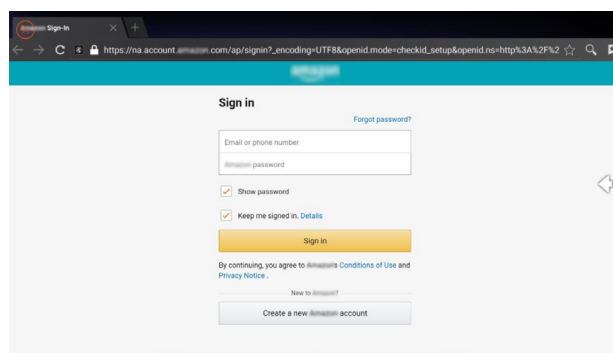 Sign-In
https://na.account. .com/ap/signin?_encoding=UTF8&openid.mode=checkid_setup&openid.ns=http%3A%2F%2
Sign in
Forgot password?
Email or phone number
password
Show password
Keep me signed in. Details
Sign in
By continuing, you agree to Conditions of Use and
Privacy Notice .
New to ?
Create a new account